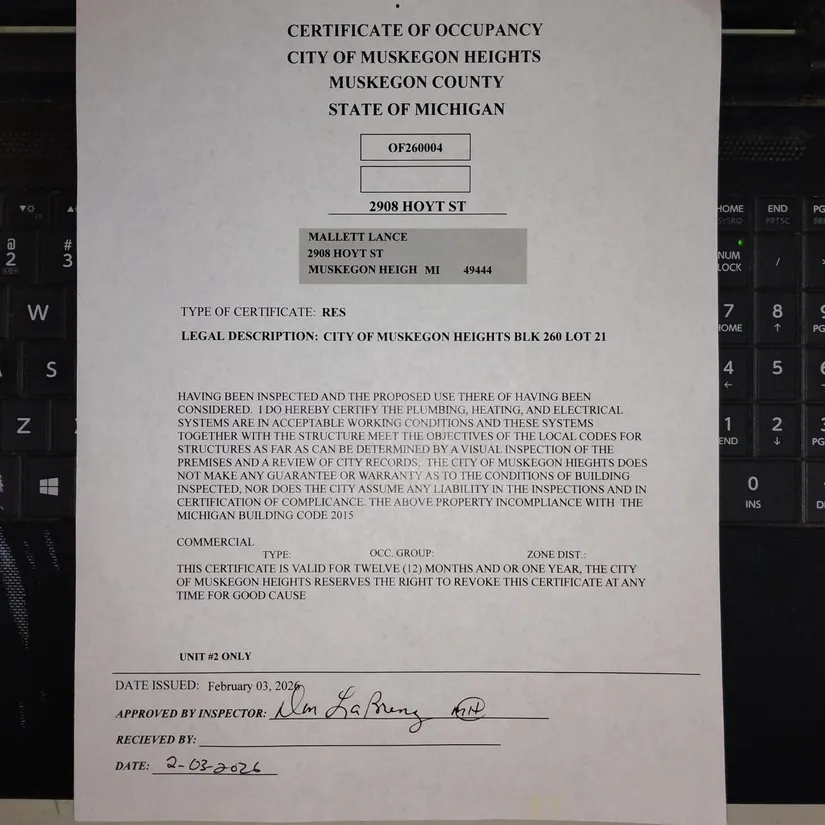 CERTIFICATE OF OCCUPANCY
CITY OF MUSKEGON HEIGHTS
MUSKEGON COUNTY
STATE OF MICHIGAN
OF260004
2908 HOYT ST
MALLETT LANCE
2908 HOYT ST
MUSKEGON HEIGH MI 49444
TYPE OF CERTIFICATE: RES
LEGAL DESCRIPTION: CITY OF MUSKEGON HEIGHTS BLK 260 LOT 21
HAVING BEEN INSPECTED AND THE PROPOSED USE THERE OF HAVING BEEN
CONSIDERED. I DO HEREBY CERTIFY THE PLUMBING, HEATING, AND ELECTRICAL
SYSTEMS ARE IN ACCEPTABLE WORKING CONDITIONS AND THESE SYSTEMS
TOGETHER WITH THE STRUCTURE MEET THE OBJECTIVES OF THE LOCAL CODES FOR
STRUCTURES AS FAR AS CAN BE DETERMINED BY A VISUAL INSPECTION OF THE
PREMISES AND A REVIEW OF CITY RECORDS. THE CITY OF MUSKEGON HIEGHTS DOES
NOT MAKE ANY GUARANTEE OR WARRANTY AS TO THE CONDITIONS OF BUILDING
INSPECTED, NOR DOES THE CITY ASSUME ANY LIABILITY IN THE INSPECTIONS AND IN
CERTIFICATION OF COMPLICANCE. THE ABOVE PROPERTY INCOMPLIANCE WITH THE
MICHIGAN BUILDING CODE 2015
COMMERCIAL
TYPE: OCC. GROUP: ZONE DIST.:
THIS CERTIFICATE IS VALID FOR TWELVE (12) MONTHS AND OR ONE YEAR, THE CITY
OF MUSKEGON HEIGHTS RESERVES THE RIGHT TO REVOKE THIS CERTIFICATE AT ANY
TIME FOR GOOD CAUSE
UNIT #2 ONLY
DATE ISSUED: February 03, 2026
APPROVED BY INSPECTOR:
RECIEVED BY:
DATE: 2-03-2026
@
2
#
3
W
S
Z
HOME
SYSRQ
END
PRTSC
NUM
LOCK
/
7
HOME
8
4
5
1
END
2
0
INS